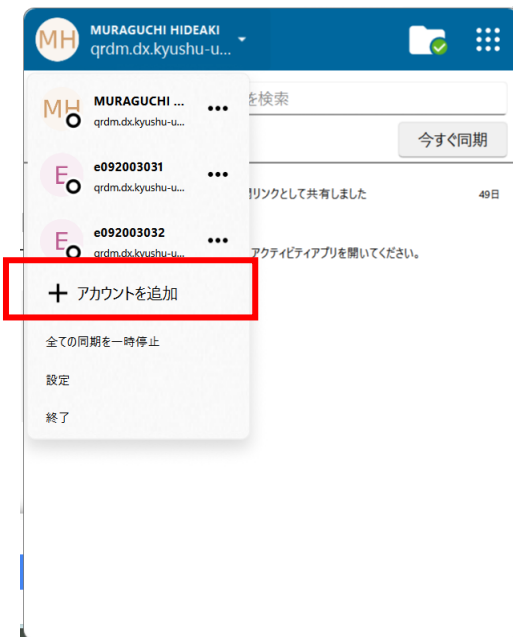 MH
MURAGUCHI HIDEAKI
qrdm.dx.kyushu-u...
を検索
MH
MURAGUCHI ...
qrdm.dx.kyushu-u...
今すぐ同期
E
e092003031
qrdm.dx.kyushu-u...
リンクとして共有しました
49日
E
e092003032
qrdm.dx.kyushu-u...
アクティビティアプリを開いてください。
アカウントを追加
全ての同期を一時停止
設定
終了